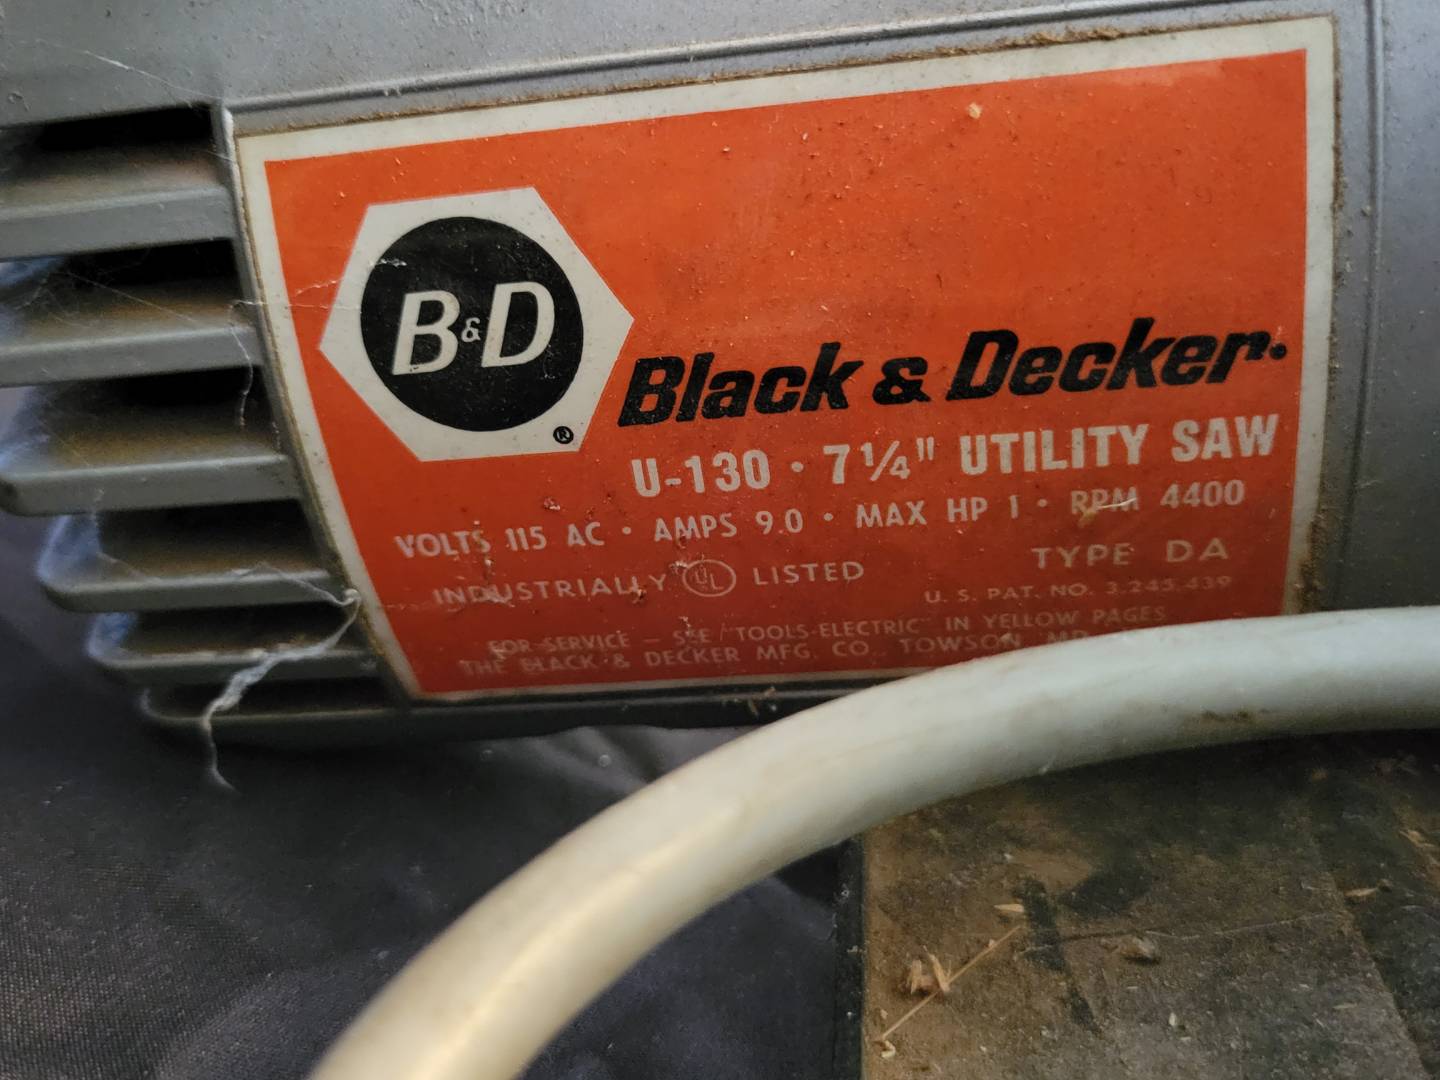 B&D
®
Black & Decker.
U-130 · 7 1/4" UTILITY SAW
VOLTS 115 AC · AMPS 9.0 · MAX HP 1 · RPM 4400
INDUSTRIALLY UL LISTED
TYPE DA
U. S. PAT. NO. 3,245,439
FOR SERVICE – SEE "TOOLS-ELECTRIC" IN YELLOW PAGES
THE BLACK & DECKER MFG. CO., TOWSON, MD.